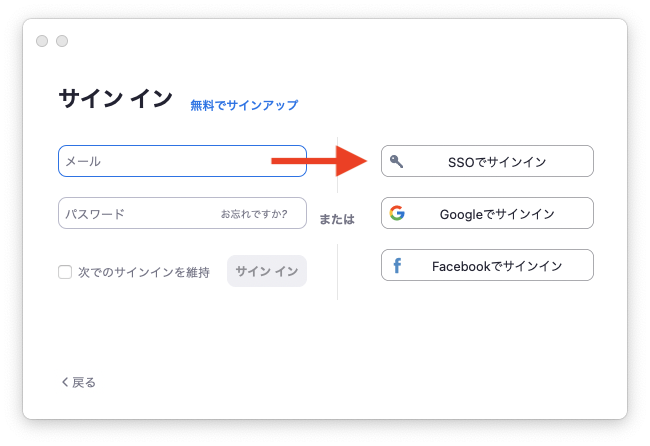 サイン イン
無料でサインアップ
メール
パスワード
お忘れですか?
次でのサインインを維持
サイン イン
または
SSOでサインイン
Googleでサインイン
Facebookでサインイン
戻る